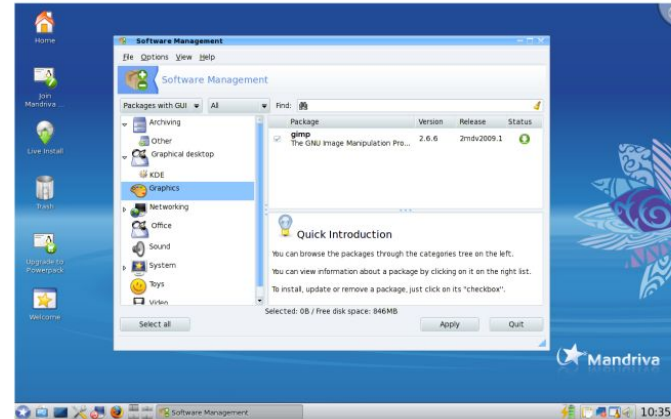 Home
Join
Mandriva ...
Live Install
Trash
Upgrade to
Powerpack
Welcome
Software Management
File Options View Help
Software Management
Packages with GUI All Find:
Archiving
Other
Graphical desktop
KDE
Graphics
Networking
Office
Sound
System
Toys
Video
Package Version Release Status
gimp 2.6.6 2mdv2009.1
The GNU Image Manipulation Pro...
Quick Introduction
You can browse the packages through the categories tree on the left.
You can view information about a package by clicking on it on the right list.
To install, update or remove a package, just click on its "checkbox".
Selected: 0B / Free disk space: 846MB
Select all Apply Quit
Mandriva
Software Management
10:35